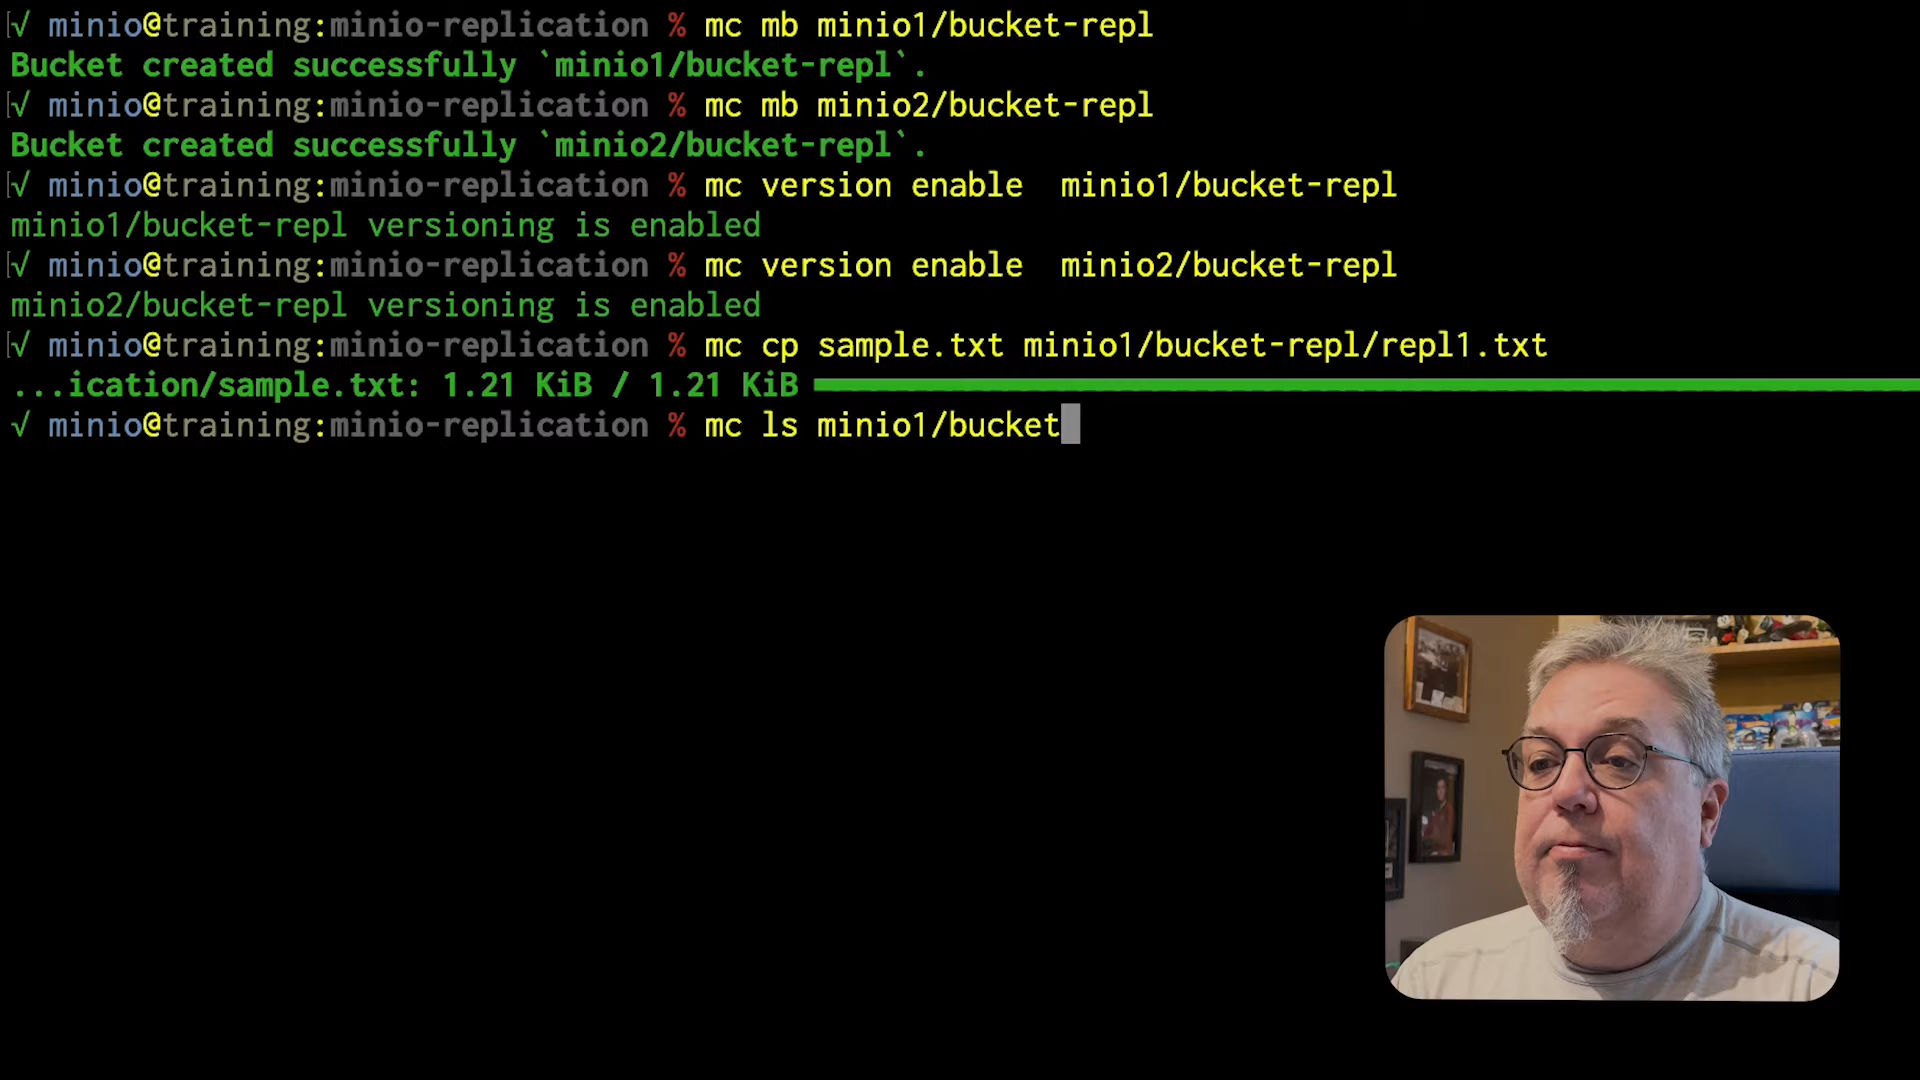 √ minio@training:minio-replication % mc mb minio1/bucket-repl
Bucket created successfully `minio1/bucket-repl`.
√ minio@training:minio-replication % mc mb minio2/bucket-repl
Bucket created successfully `minio2/bucket-repl`.
√ minio@training:minio-replication % mc version enable  minio1/bucket-repl
minio1/bucket-repl versioning is enabled
√ minio@training:minio-replication % mc version enable  minio2/bucket-repl
minio2/bucket-repl versioning is enabled
√ minio@training:minio-replication % mc cp sample.txt minio1/bucket-repl/repl1.txt
...ication/sample.txt: 1.21 KiB / 1.21 KiB
√ minio@training:minio-replication % mc ls minio1/bucket